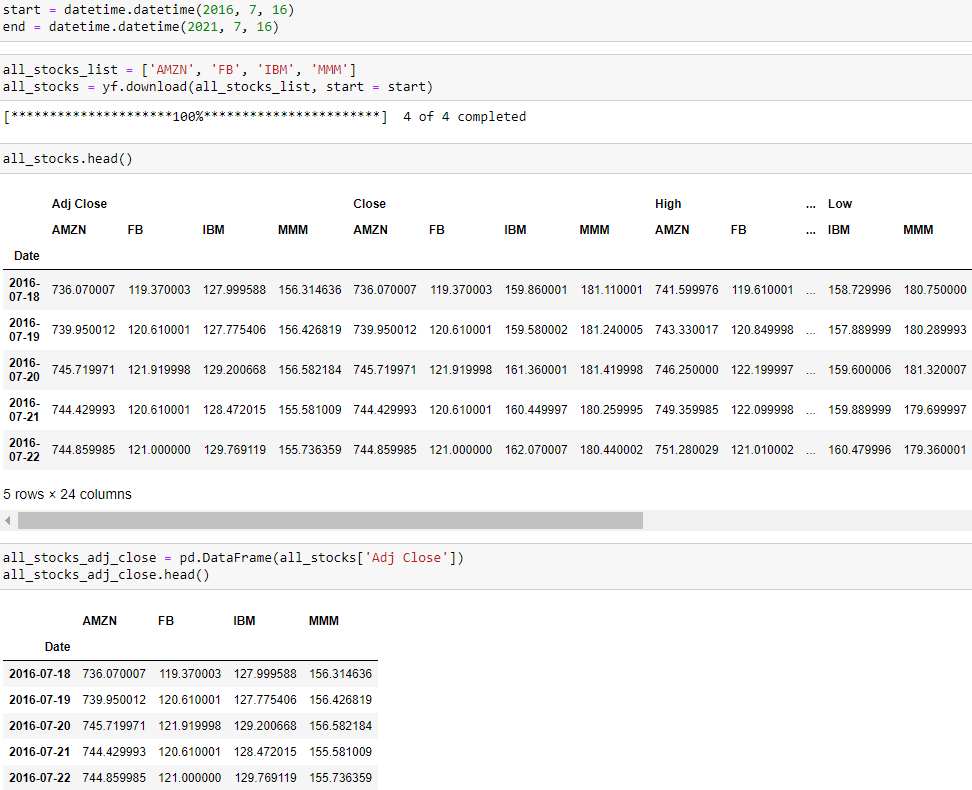 start = datetime.datetime(2016, 7, 16)
end = datetime.datetime(2021, 7, 16)
all_stocks_list = ['AMZN', 'FB', 'IBM', 'MMM']
all_stocks = yf.download(all_stocks_list, start = start)
[*********************100%***********************]  4 of 4 completed
all_stocks.head()
Adj Close Close High ... Low
AMZN FB IBM MMM AMZN FB IBM MMM AMZN FB ... IBM MMM
Date
2016-07-18 736.070007 119.370003 127.999588 156.314636 736.070007 119.370003 159.860001 181.110001 741.599976 119.610001 ... 158.729996 180.750000
2016-07-19 739.950012 120.610001 127.775406 156.426819 739.950012 120.610001 159.580002 181.240005 743.330017 120.849998 ... 157.889999 180.289993
2016-07-20 745.719971 121.919998 129.200668 156.582184 745.719971 121.919998 161.360001 181.419998 746.250000 122.199997 ... 159.600006 181.320007
2016-07-21 744.429993 120.610001 128.472015 155.581009 744.429993 120.610001 160.449997 180.259995 749.359985 122.099998 ... 159.889999 179.699997
2016-07-22 744.859985 121.000000 129.769119 155.736359 744.859985 121.000000 162.070007 180.440002 751.280029 121.010002 ... 160.479996 179.360001
5 rows × 24 columns
all_stocks_adj_close = pd.DataFrame(all_stocks['Adj Close'])
all_stocks_adj_close.head()
AMZN FB IBM MMM
Date
2016-07-18 736.070007 119.370003 127.999588 156.314636
2016-07-19 739.950012 120.610001 127.775406 156.426819
2016-07-20 745.719971 121.919998 129.200668 156.582184
2016-07-21 744.429993 120.610001 128.472015 155.581009
2016-07-22 744.859985 121.000000 129.769119 155.736359